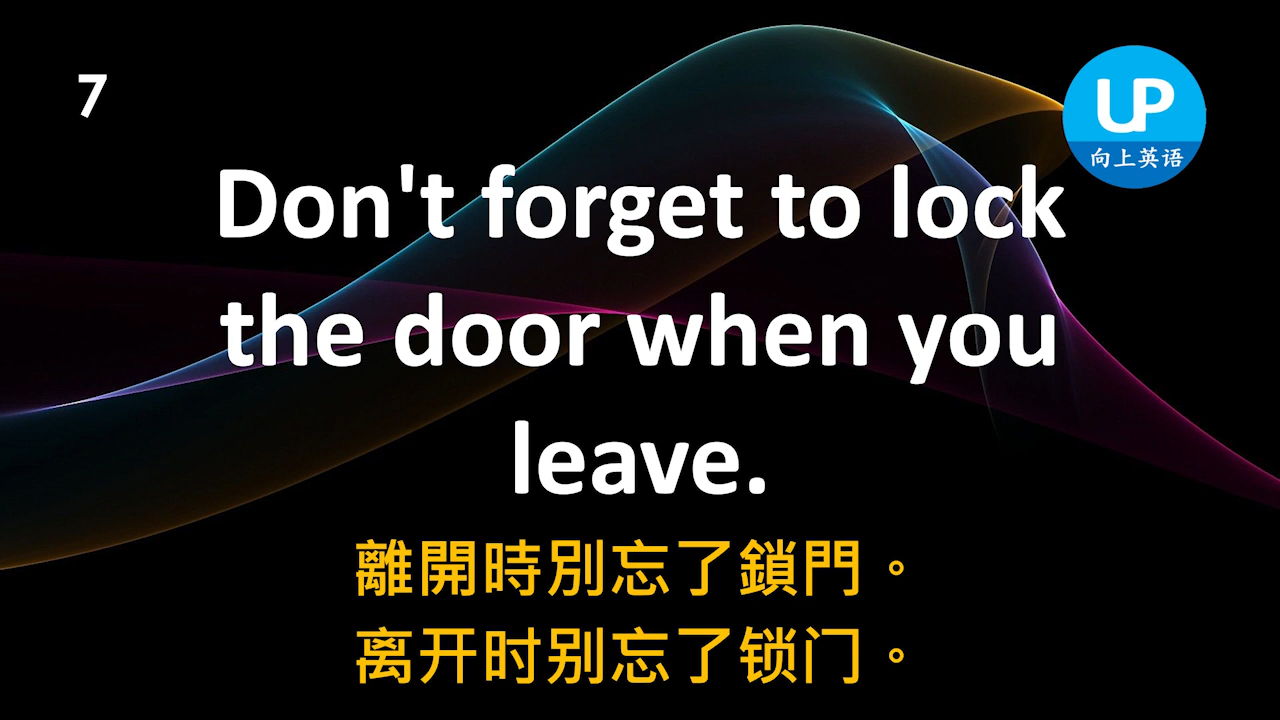 7
UP
向上英语
Don't forget to lock
the door when you
leave.
離開時別忘了鎖門。
离开时别忘了锁门。